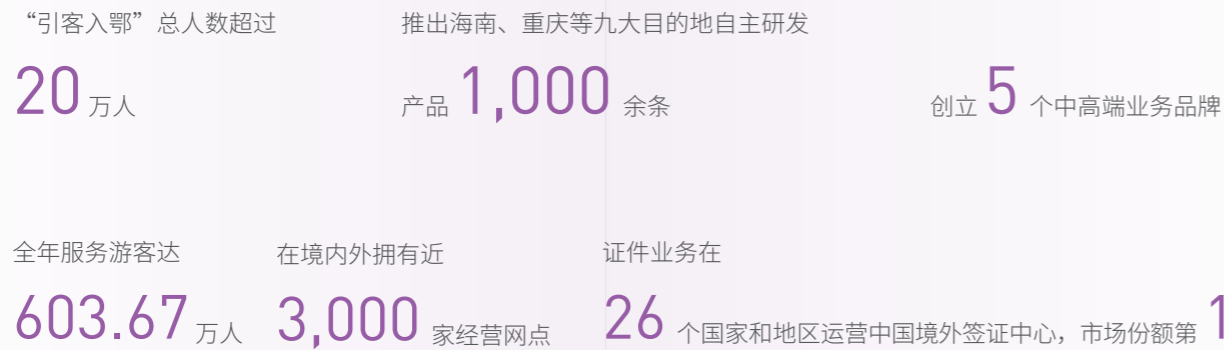 “引客入鄂”总人数超过
20 万人
推出海南、重庆等九大目的地自主研发
产品 1,000 余条
创立 5 个中高端业务品牌
全年服务游客达
603.67 万人
在境内外拥有近
3,000 家经营网点
证件业务在
26 个国家和地区运营中国境外签证中心，市场份额第 1